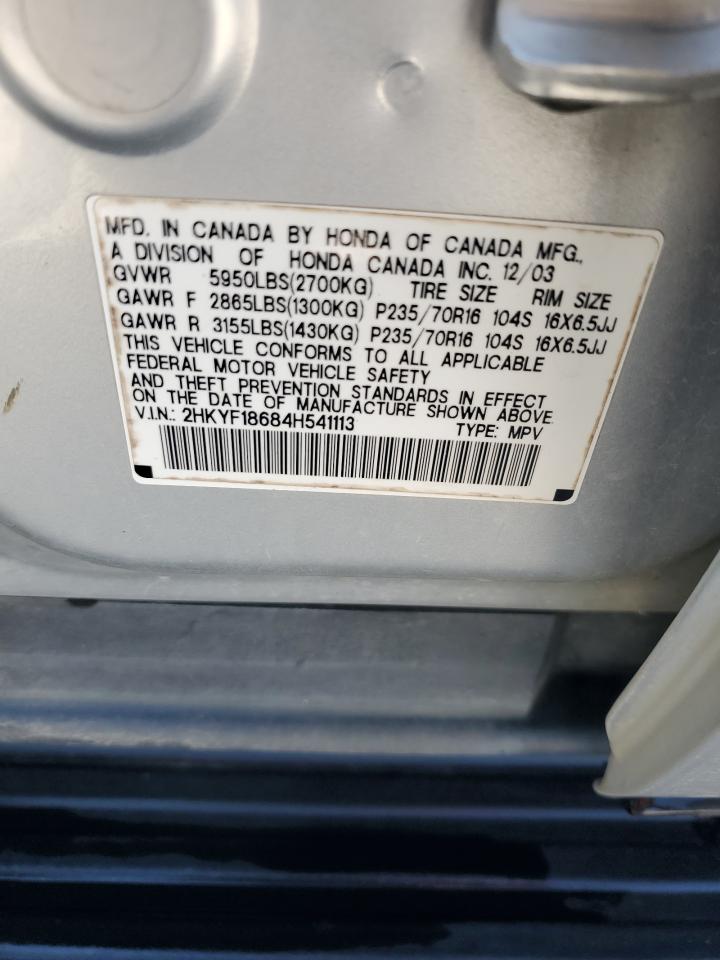 MFD. IN CANADA BY HONDA OF CANADA MFG.,
A DIVISION OF HONDA CANADA INC. 12/03
GVWR 5950LBS(2700KG) TIRE SIZE RIM SIZE
GAWR F 2865LBS(1300KG) P235/70R16 104S 16X6.5JJ
GAWR R 3155LBS(1430KG) P235/70R16 104S 16X6.5JJ
THIS VEHICLE CONFORMS TO ALL APPLICABLE
FEDERAL MOTOR VEHICLE SAFETY
AND THEFT PREVENTION STANDARDS IN EFFECT
ON THE DATE OF MANUFACTURE SHOWN ABOVE.
V.I.N.: 2HKYF18684H541113 TYPE: MPV